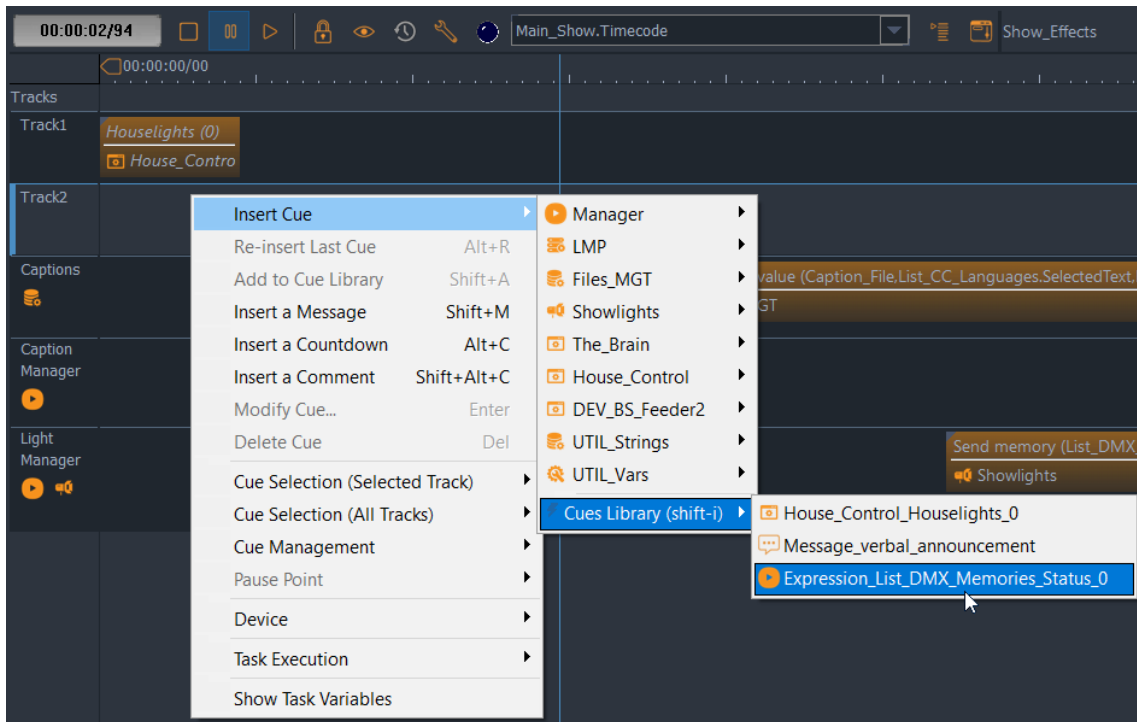 00:00:02/94
Main_Show.Timecode
Show_Effects
00:00:00/00
Tracks
Track1
Houselights (0)
House_Contro
Track2
Captions
value (Caption_File,List_CC_Languages.SelectedText,
GT
Caption
Manager
Light
Manager
Send memory (List_DMX
Showlights
Insert Cue
Re-insert Last Cue Alt+R
Add to Cue Library Shift+A
Insert a Message Shift+M
Insert a Countdown Alt+C
Insert a Comment Shift+Alt+C
Modify Cue... Enter
Delete Cue Del
Cue Selection (Selected Track)
Cue Selection (All Tracks)
Cue Management
Pause Point
Device
Task Execution
Show Task Variables
Manager
LMP
Files_MGT
Showlights
The_Brain
House_Control
DEV_BS_Feeder2
UTIL_Strings
UTIL_Vars
Cues Library (shift-i)
House_Control_Houselights_0
Message_verbal_announcement
Expression_List_DMX_Memories_Status_0